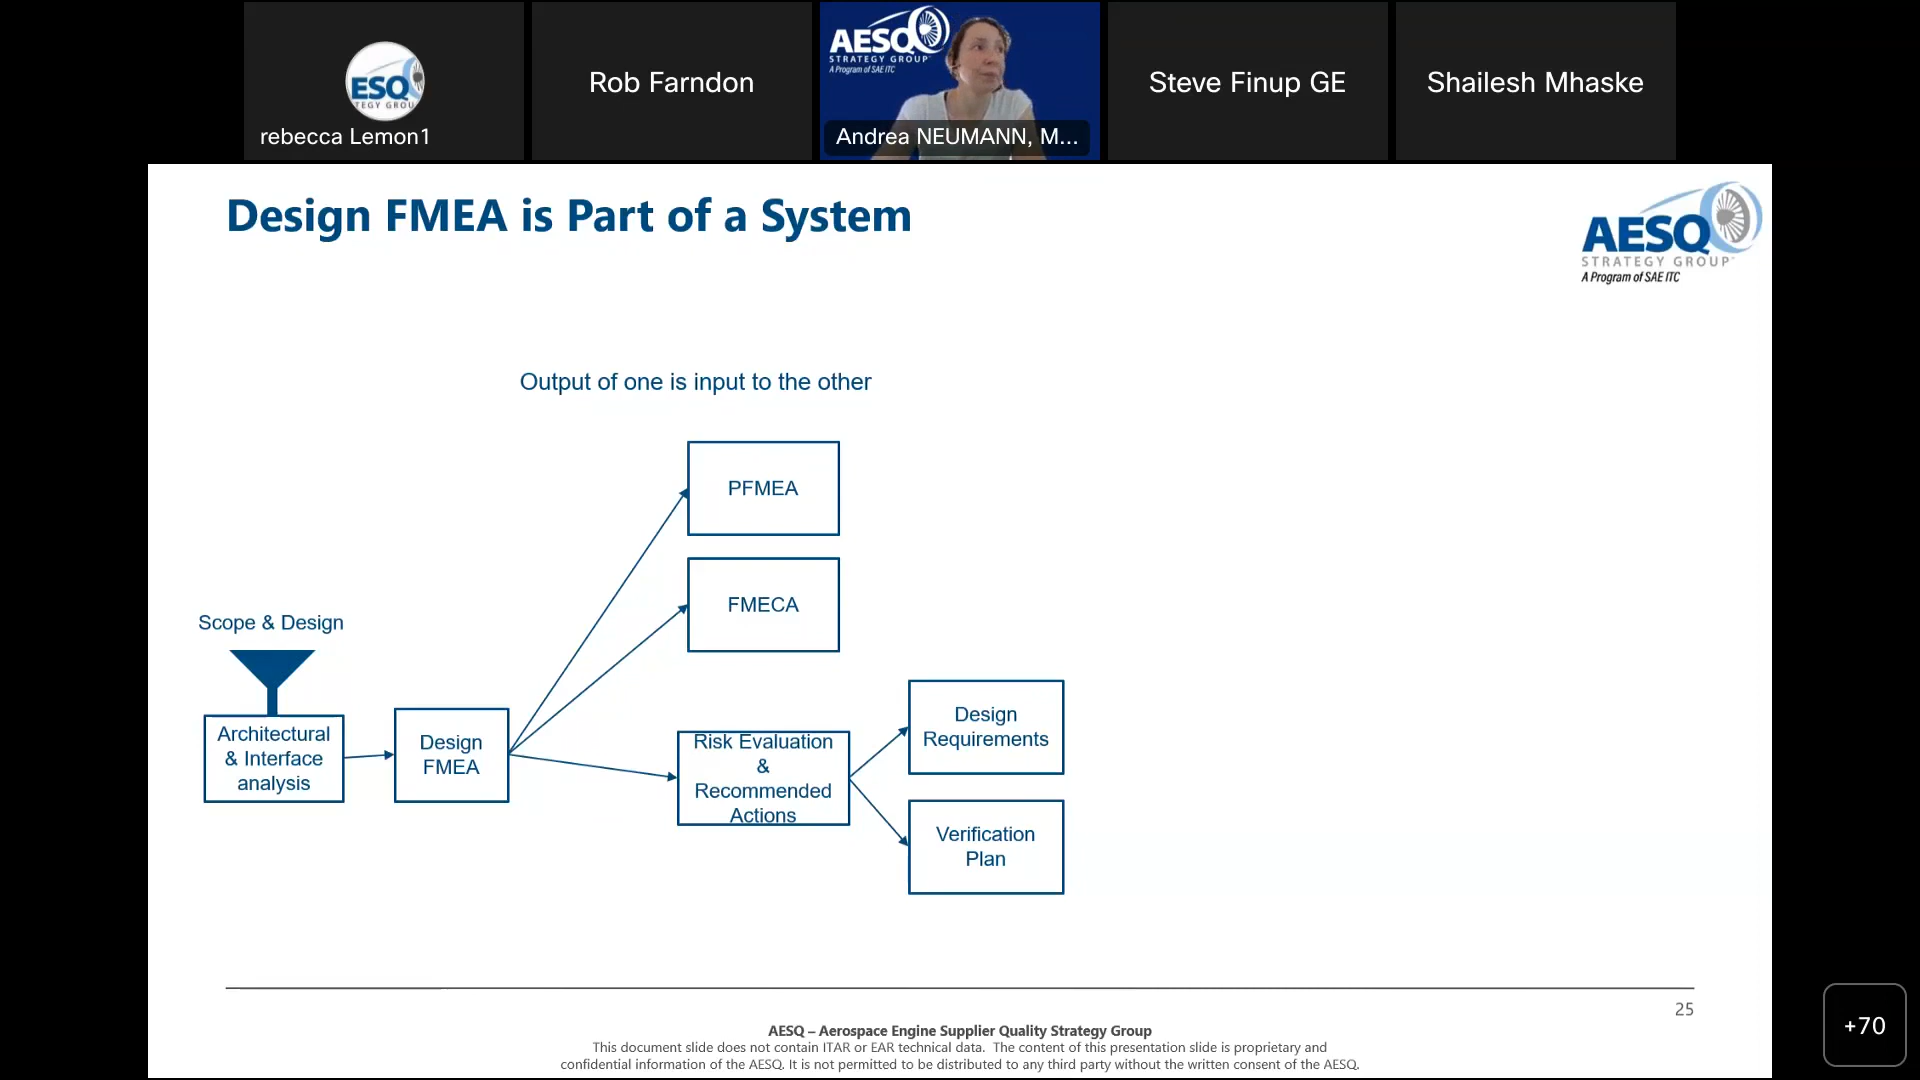 ESQ
TEGY GROU
rebecca Lemon1
Rob Farndon
AESQ
STRATEGY GROUP
A Program of SAE ITC
Andrea NEUMANN, M...
Steve Finup GE
Shailesh Mhaske
Design FMEA is Part of a System
AESQ
STRATEGY GROUP
A Program of SAE ITC
Output of one is input to the other
PFMEA
FMECA
Scope & Design
Architectural
& Interface
analysis
Design
FMEA
Risk Evaluation
&
Recommended
Actions
Design
Requirements
Verification
Plan
25
AESQ – Aerospace Engine Supplier Quality Strategy Group
This document slide does not contain ITAR or EAR technical data.  The content of this presentation slide is proprietary and
confidential information of the AESQ. It is not permitted to be distributed to any third party without the written consent of the AESQ.
+70